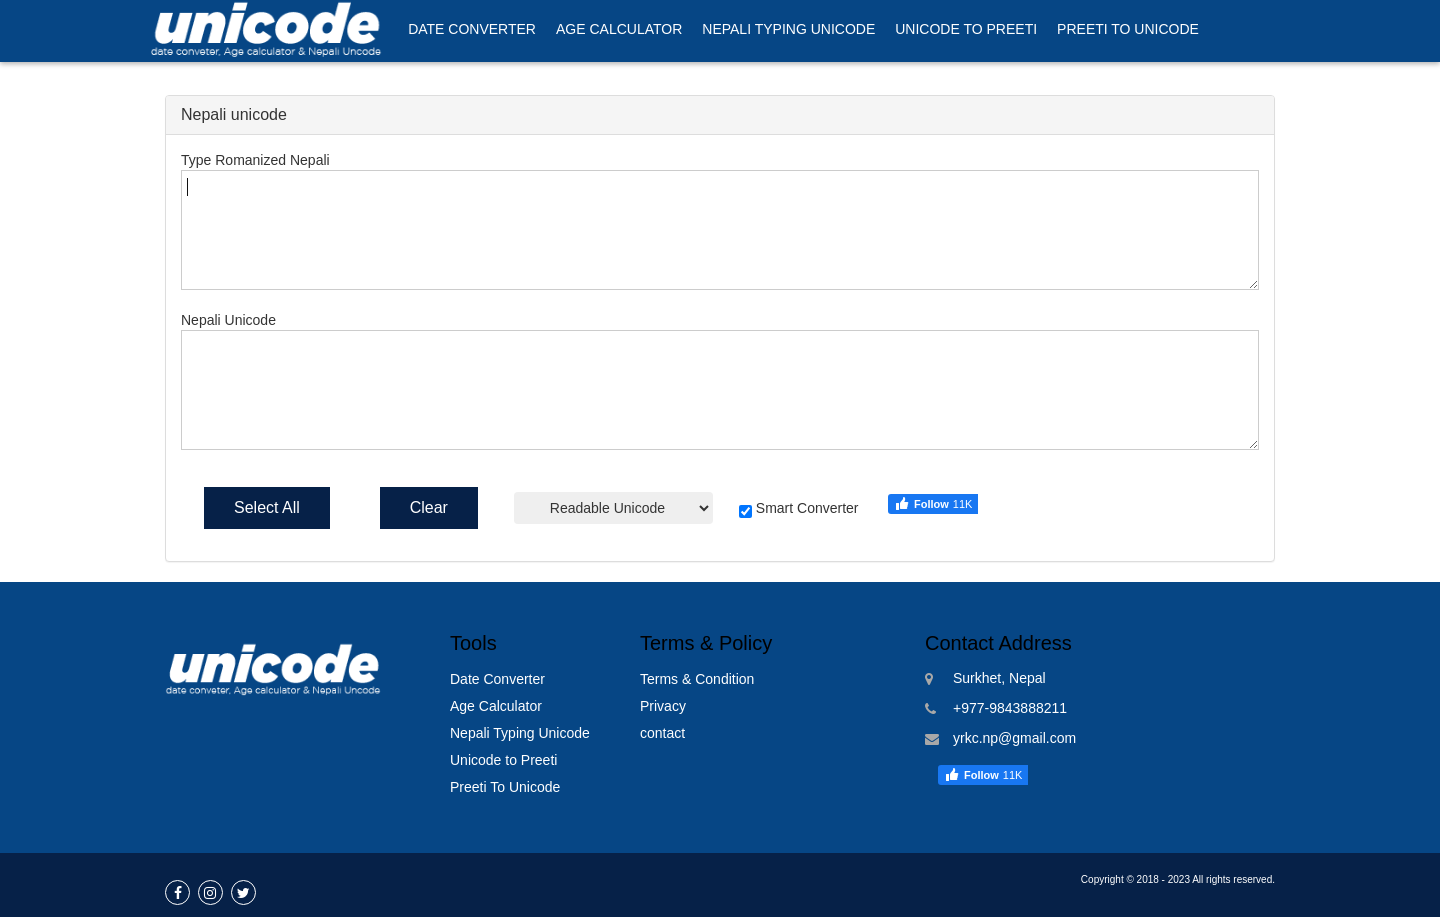 unicode
date conveter, Age calculator & Nepali Uncode
DATE CONVERTER AGE CALCULATOR NEPALI TYPING UNICODE UNICODE TO PREETI PREETI TO UNICODE
Nepali unicode
Type Romanized Nepali
Nepali Unicode
Select All Clear Readable Unicode Smart Converter Follow 11K
unicode
date conveter, Age calculator & Nepali Uncode
Tools
Date Converter
Age Calculator
Nepali Typing Unicode
Unicode to Preeti
Preeti To Unicode
Terms & Policy
Terms & Condition
Privacy
contact
Contact Address
Surkhet, Nepal
+977-9843888211
yrkc.np@gmail.com
Follow 11K
Copyright © 2018 - 2023 All rights reserved.